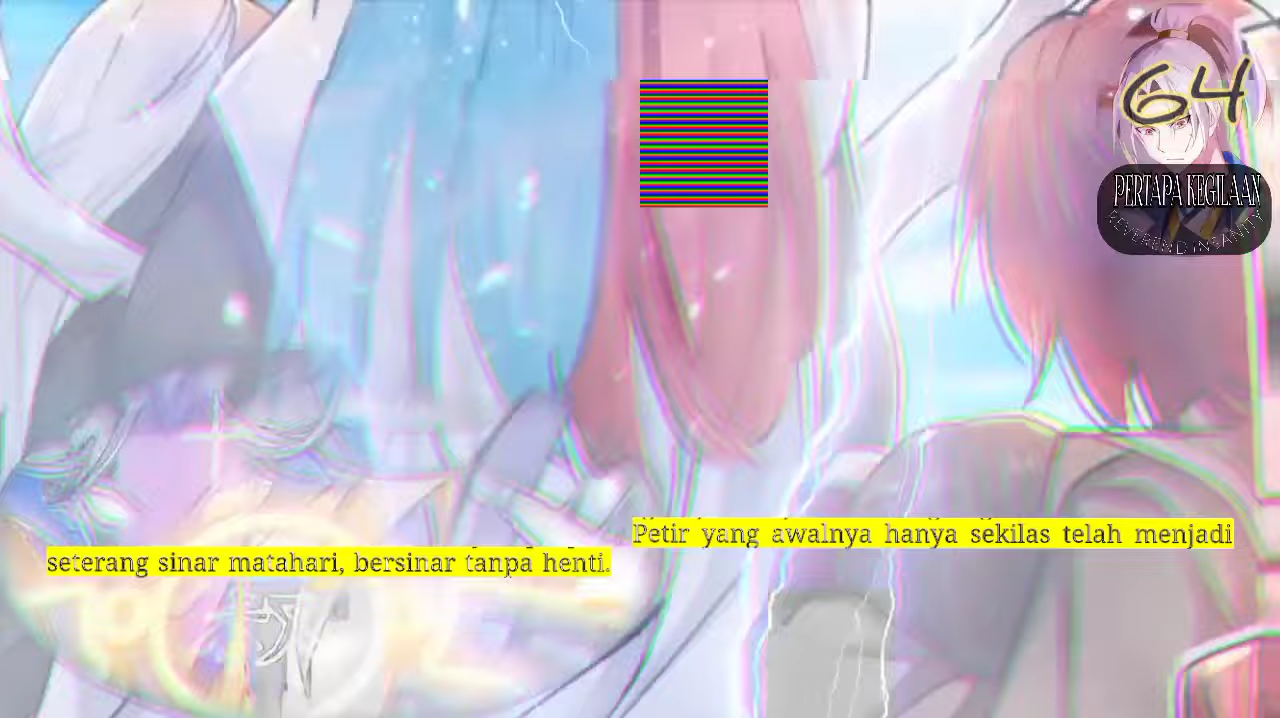 64
PERTAPA KEGILAAN
REVEREND INSANITY
Petir yang awalnya hanya sekilas telah menjadi
seterang sinar matahari, bersinar tanpa henti.